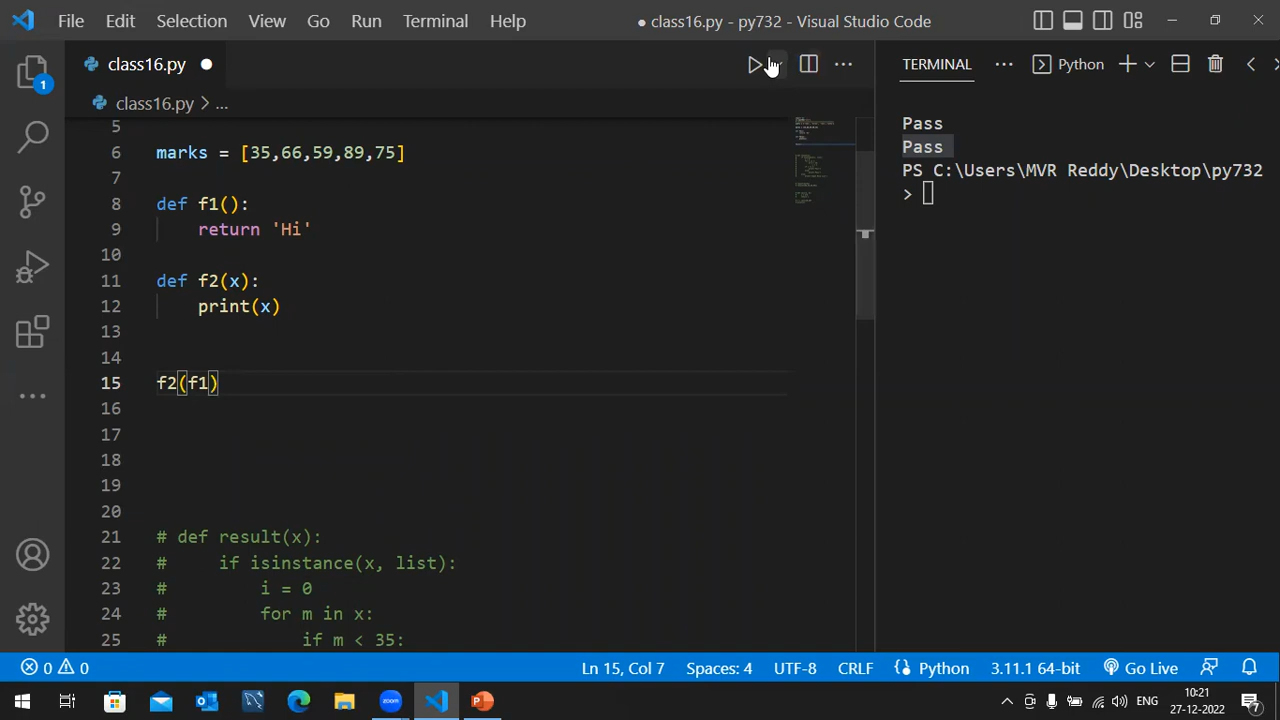 File Edit Selection View Go Run Terminal Help ● class16.py - py732 - Visual Studio Code
class16.py
class16.py > ...
5
6 marks = [35,66,59,89,75]
7
8 def f1():
9 return 'Hi'
10
11 def f2(x):
12 print(x)
13
14
15 f2(f1)
16
17
18
19
20
21 # def result(x):
22 # if isinstance(x, list):
23 # i = 0
24 # for m in x:
25 # if m < 35:
TERMINAL ... Python
Pass
Pass
PS C:\Users\MVR Reddy\Desktop\py732
>
1
0 0 Ln 15, Col 7 Spaces: 4 UTF-8 CRLF Python 3.11.1 64-bit Go Live
zoom ENG 10:21
27-12-2022 7